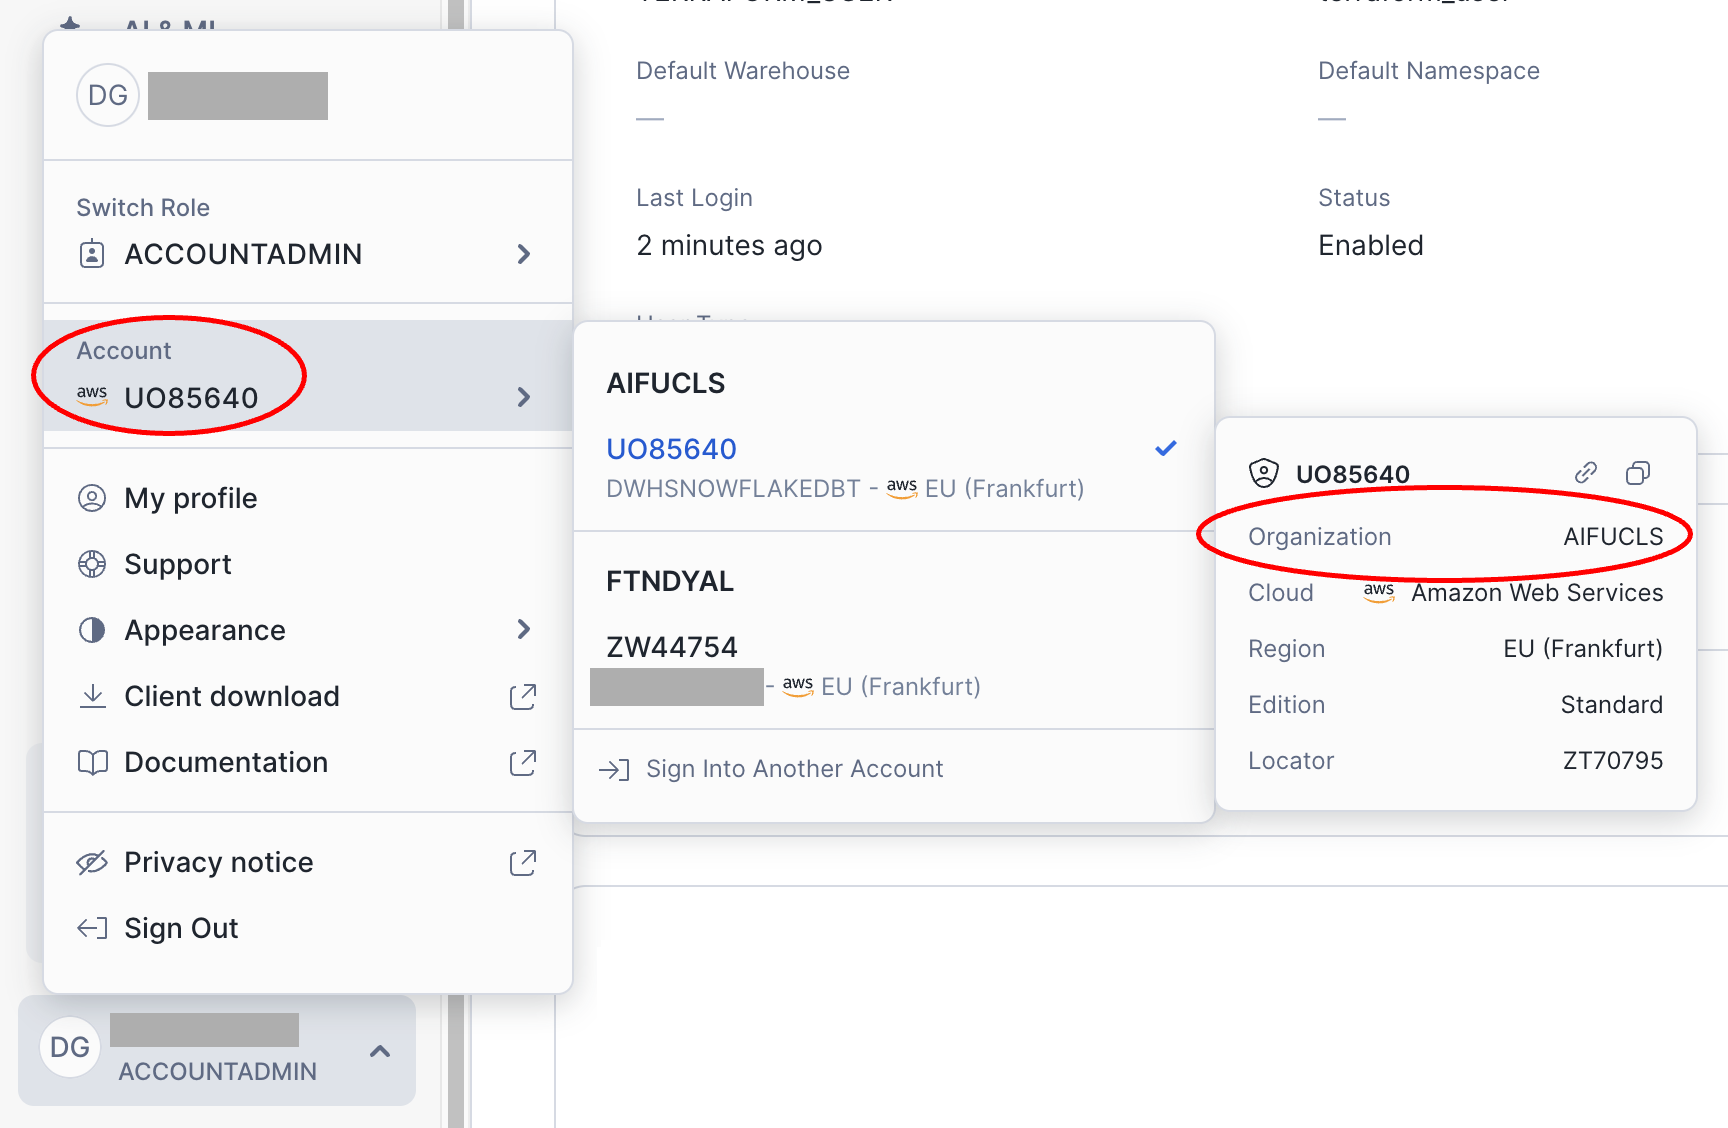 DG
Switch Role
ACCOUNTADMIN
Account
aws UO85640
My profile
Support
Appearance
Client download
Documentation
Privacy notice
Sign Out
DG
ACCOUNTADMIN
Default Warehouse
—
Default Namespace
—
Last Login
2 minutes ago
Status
Enabled
AIFUCLS
UO85640
DWHSNOWFLAKEDBT - aws EU (Frankfurt)
FTNDYAL
ZW44754
- aws EU (Frankfurt)
Sign Into Another Account
UO85640
Organization AIFUCLS
Cloud aws Amazon Web Services
Region EU (Frankfurt)
Edition Standard
Locator ZT70795